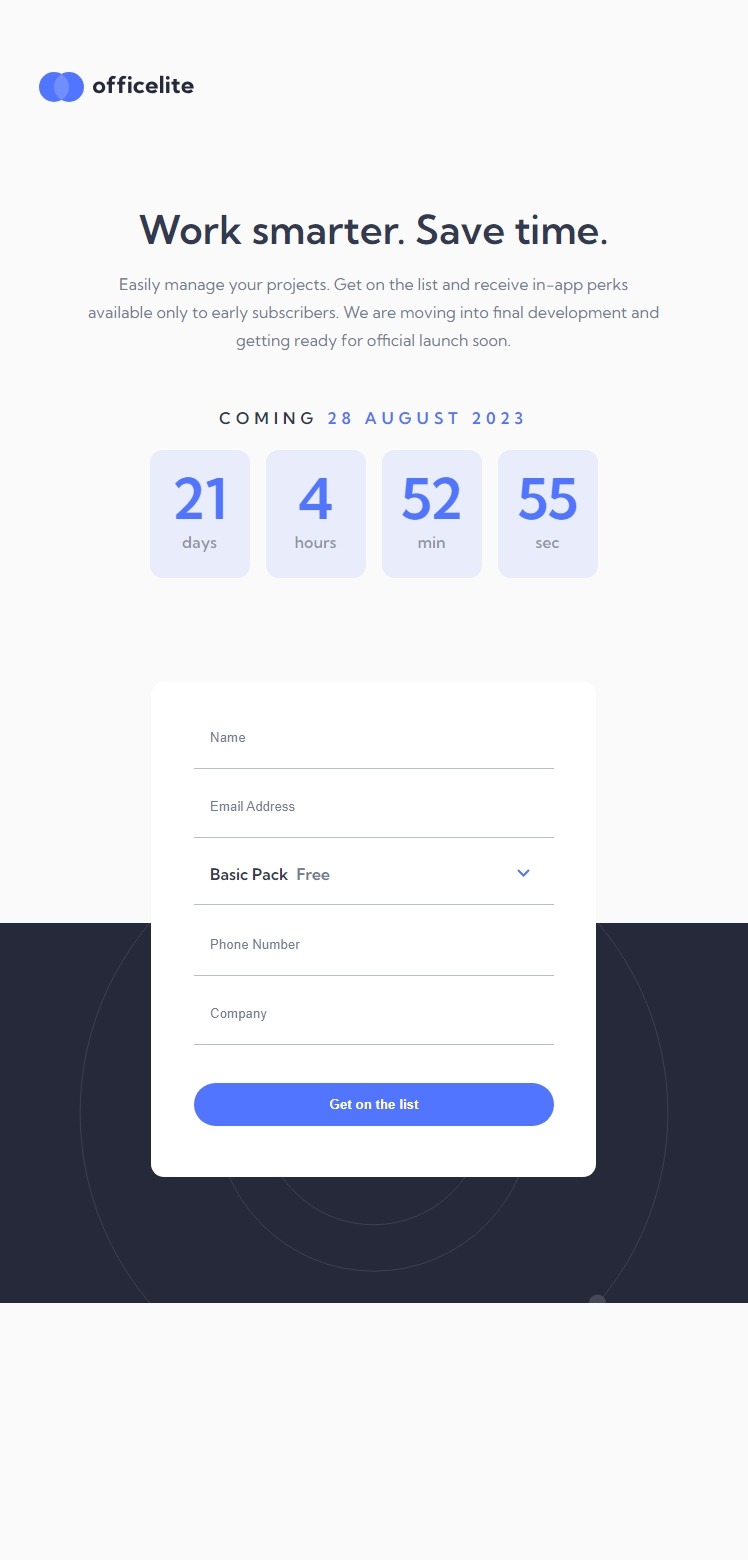 officelite
Work smarter. Save time.
Easily manage your projects. Get on the list and receive in-app perks
available only to early subscribers. We are moving into final development and
getting ready for official launch soon.
COMING 28 AUGUST 2023
21 4 52 55
days hours min sec
Name
Email Address
Basic Pack Free
Phone Number
Company
Get on the list